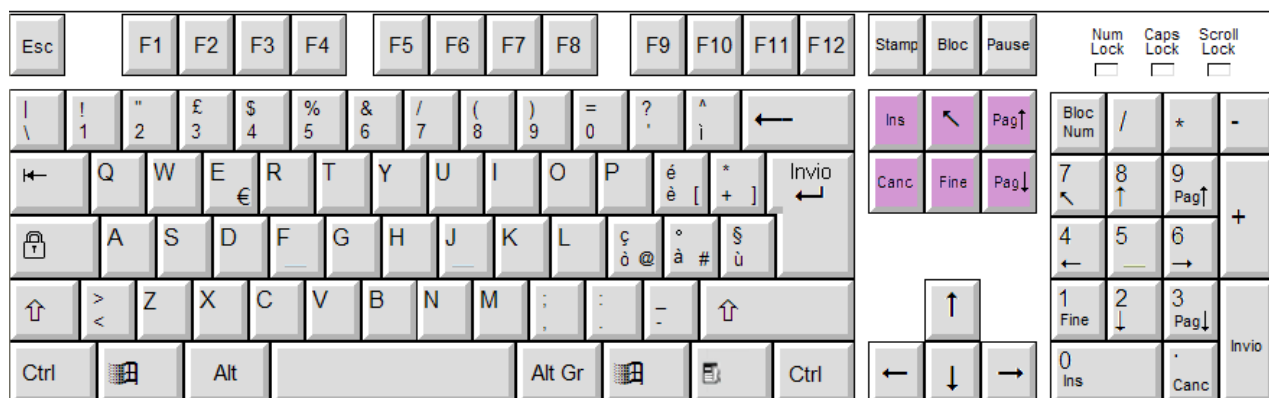 Esc F1 F2 F3 F4 F5 F6 F7 F8 F9 F10 F11 F12 Stamp Bloc Pause Num Lock Caps Lock Scroll Lock
| ! " £ $ % & / ( ) = ? ^
\ 1 2 3 4 5 6 7 8 9 0 ' ì ← Ins ↖ Pag↑ Bloc Num / * -
⇤ Q W E € R T Y U I O P é è [ * + ] Invio ↵ Canc Fine Pag↓ 7 ↖ 8 ↑ 9 Pag↑ +
A S D F G H J K L ç ò @ ° à # § ù 4 ← 5 6 →
⇧ > < Z X C V B N M ; , : . _ - ⇧ ↑ 1 Fine 2 ↓ 3 Pag↓ Invio
Ctrl Alt Alt Gr Ctrl ← ↓ → 0 Ins . Canc